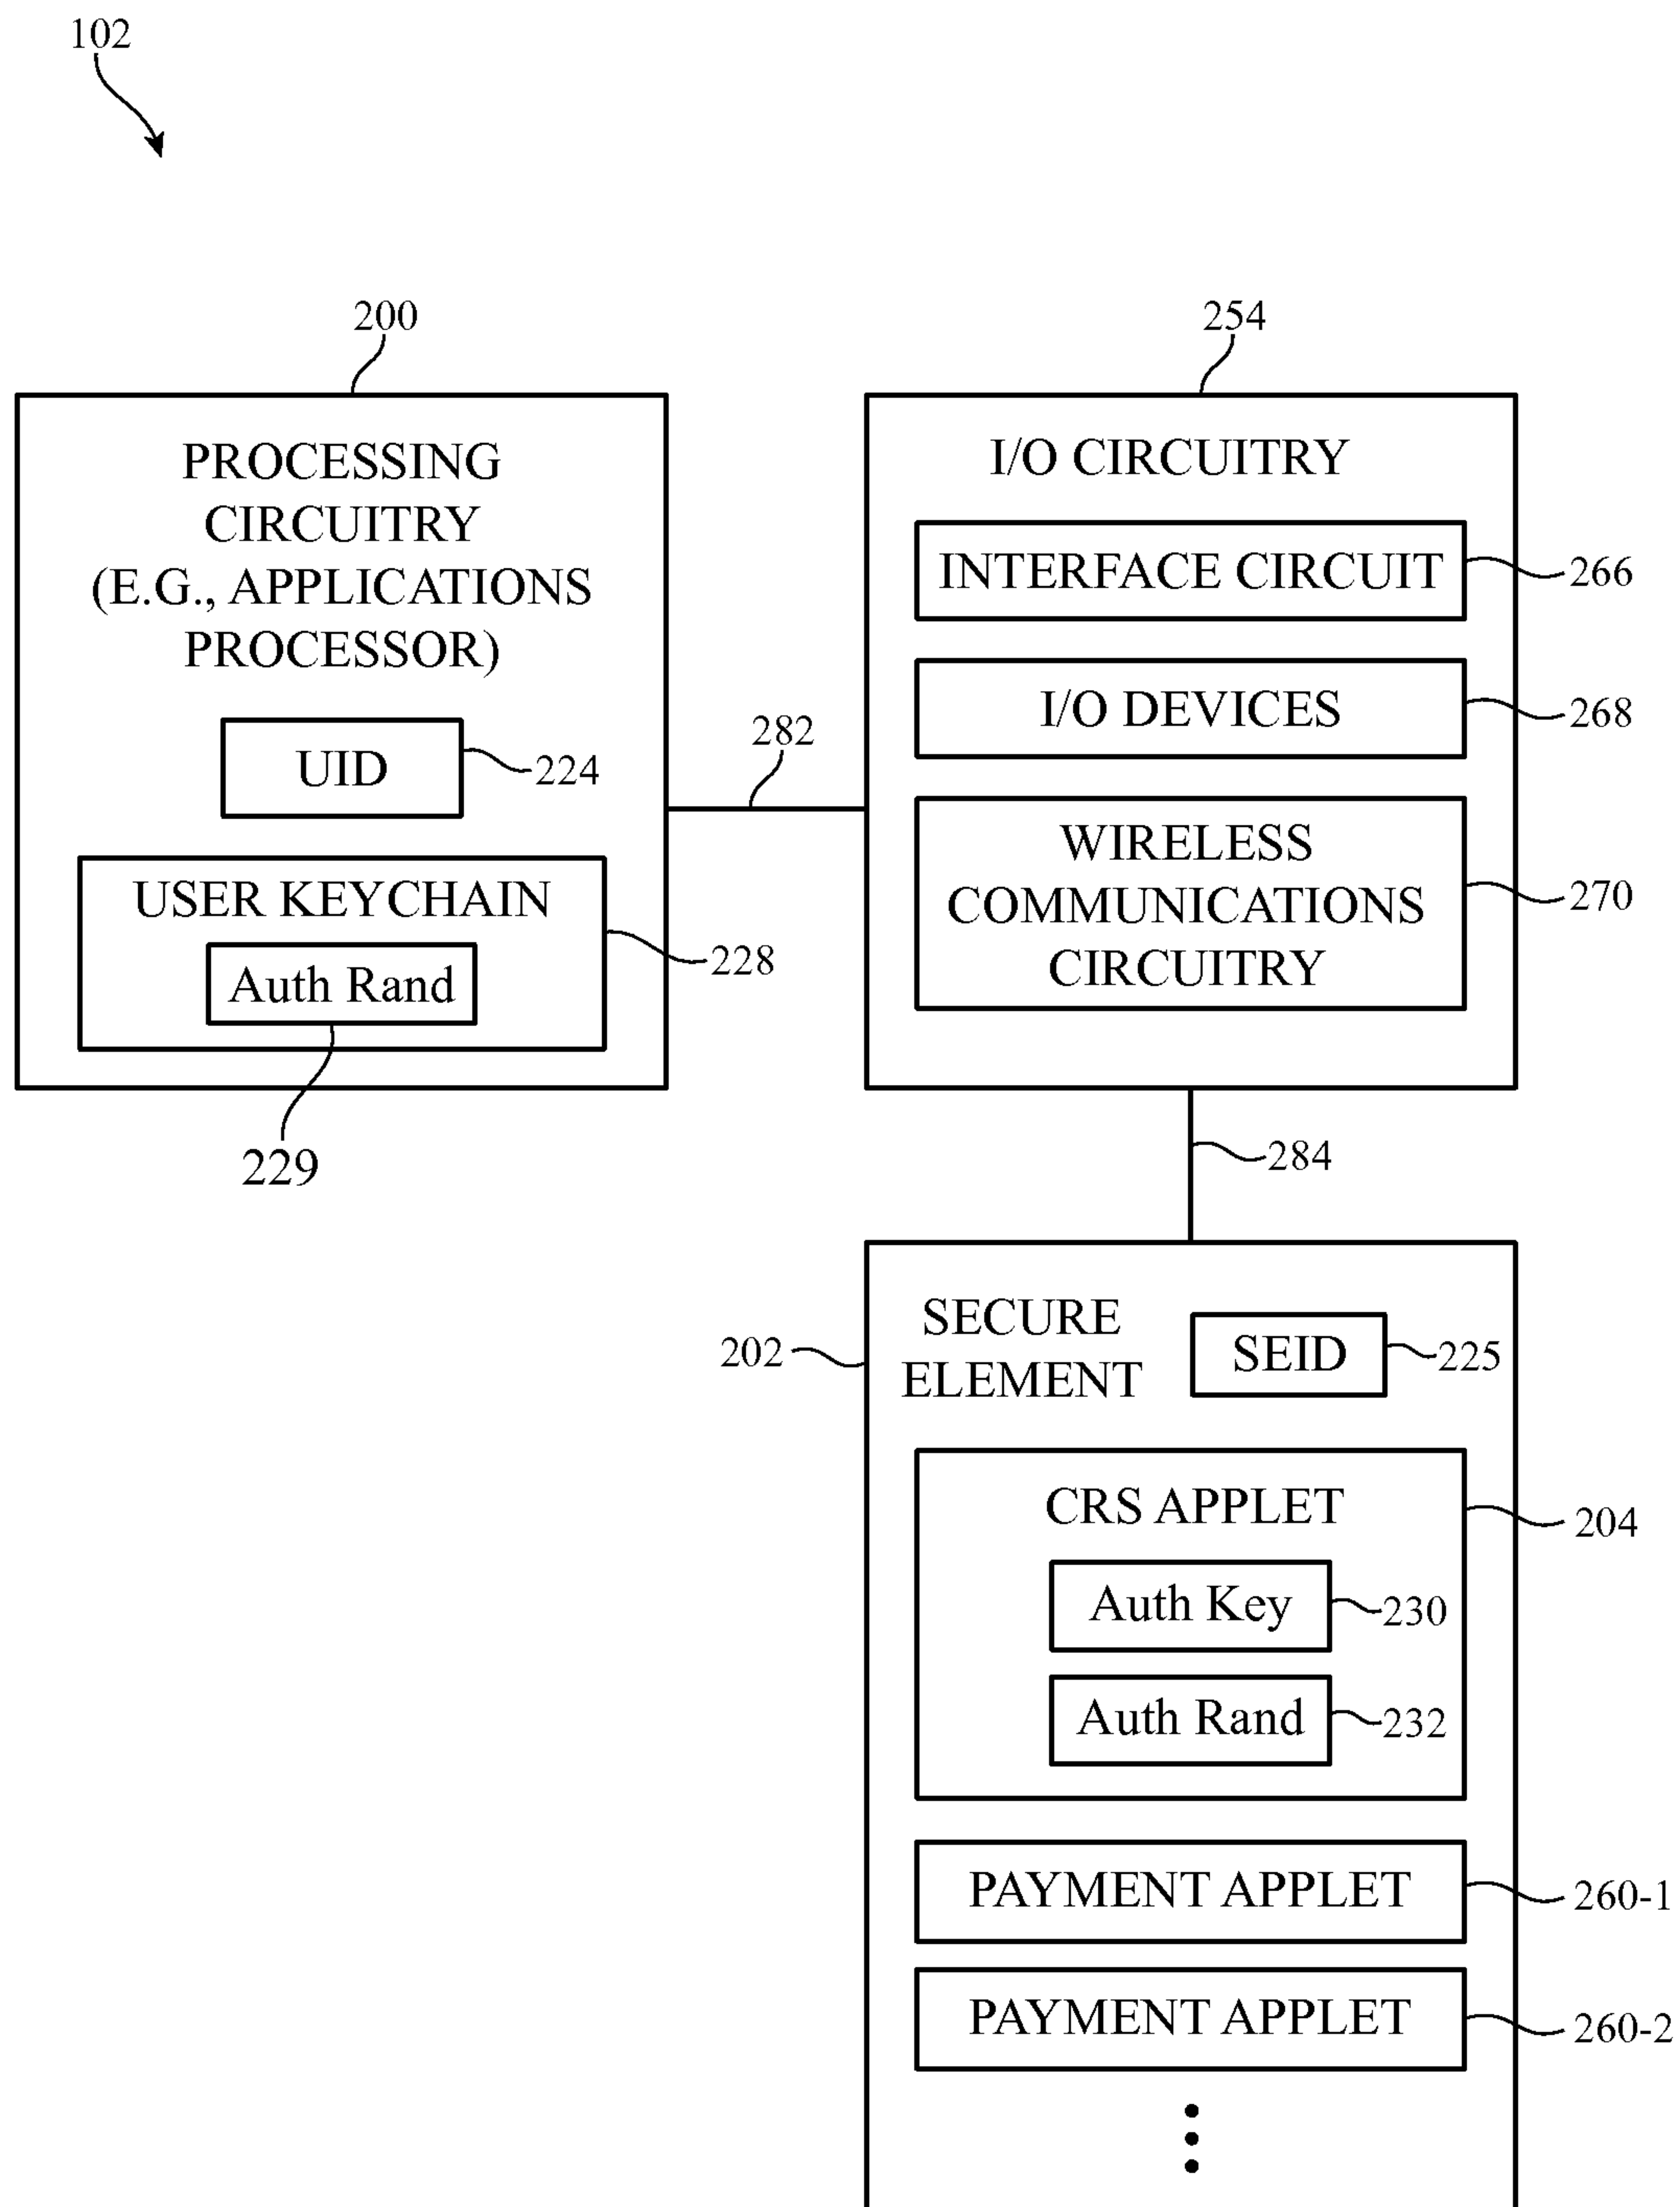 102
200
PROCESSING
CIRCUITRY
(E.G., APPLICATIONS
PROCESSOR)
UID
224
USER KEYCHAIN
228
Auth Rand
229
282
254
I/O CIRCUITRY
INTERFACE CIRCUIT
266
I/O DEVICES
268
WIRELESS
COMMUNICATIONS
CIRCUITRY
270
284
202
SECURE
ELEMENT
SEID
225
CRS APPLET
204
Auth Key
230
Auth Rand
232
PAYMENT APPLET
260-1
PAYMENT APPLET
260-2